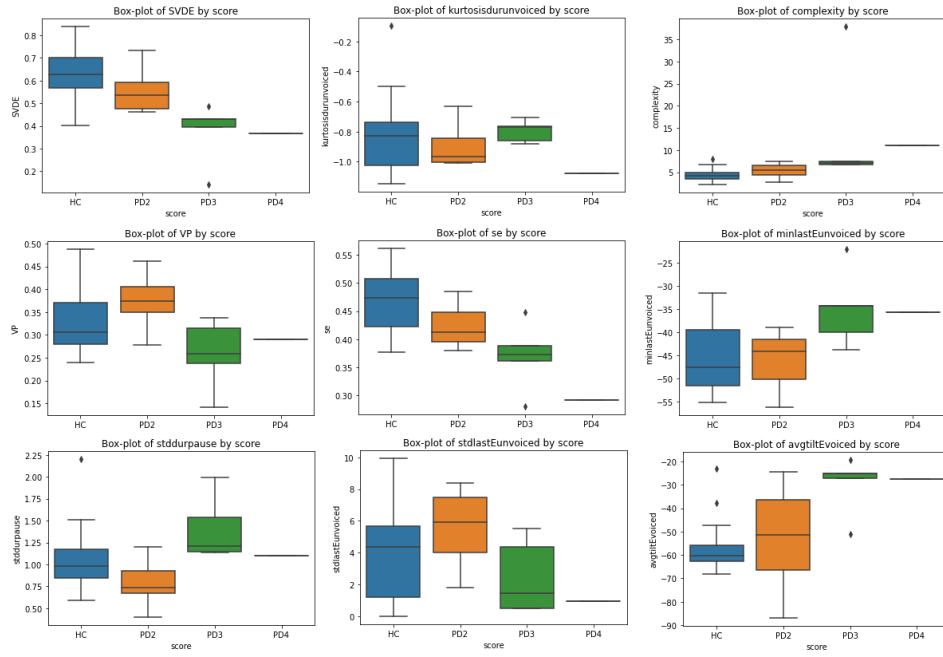 Box-plot of SVDE by score
SVDE
0.8
0.7
0.6
0.5
0.4
0.3
0.2
HC PD2 PD3 PD4
score
Box-plot of kurtosisdurunvoiced by score
kurtosisdurunvoiced
−0.2
−0.4
−0.6
−0.8
−1.0
HC PD2 PD3 PD4
score
Box-plot of complexity by score
complexity
35
30
25
20
15
10
5
HC PD2 PD3 PD4
score
Box-plot of VP by score
VP
0.50
0.45
0.40
0.35
0.30
0.25
0.20
0.15
HC PD2 PD3 PD4
score
Box-plot of se by score
se
0.55
0.50
0.45
0.40
0.35
0.30
HC PD2 PD3 PD4
score
Box-plot of minlastEunvoiced by score
minlastEunvoiced
−25
−30
−35
−40
−45
−50
−55
HC PD2 PD3 PD4
score
Box-plot of stddurpause by score
stddurpause
2.25
2.00
1.75
1.50
1.25
1.00
0.75
0.50
HC PD2 PD3 PD4
score
Box-plot of stdlastEunvoiced by score
stdlastEunvoiced
10
8
6
4
2
0
HC PD2 PD3 PD4
score
Box-plot of avgtiltEvoiced by score
avgtiltEvoiced
−20
−30
−40
−50
−60
−70
−80
−90
HC PD2 PD3 PD4
score